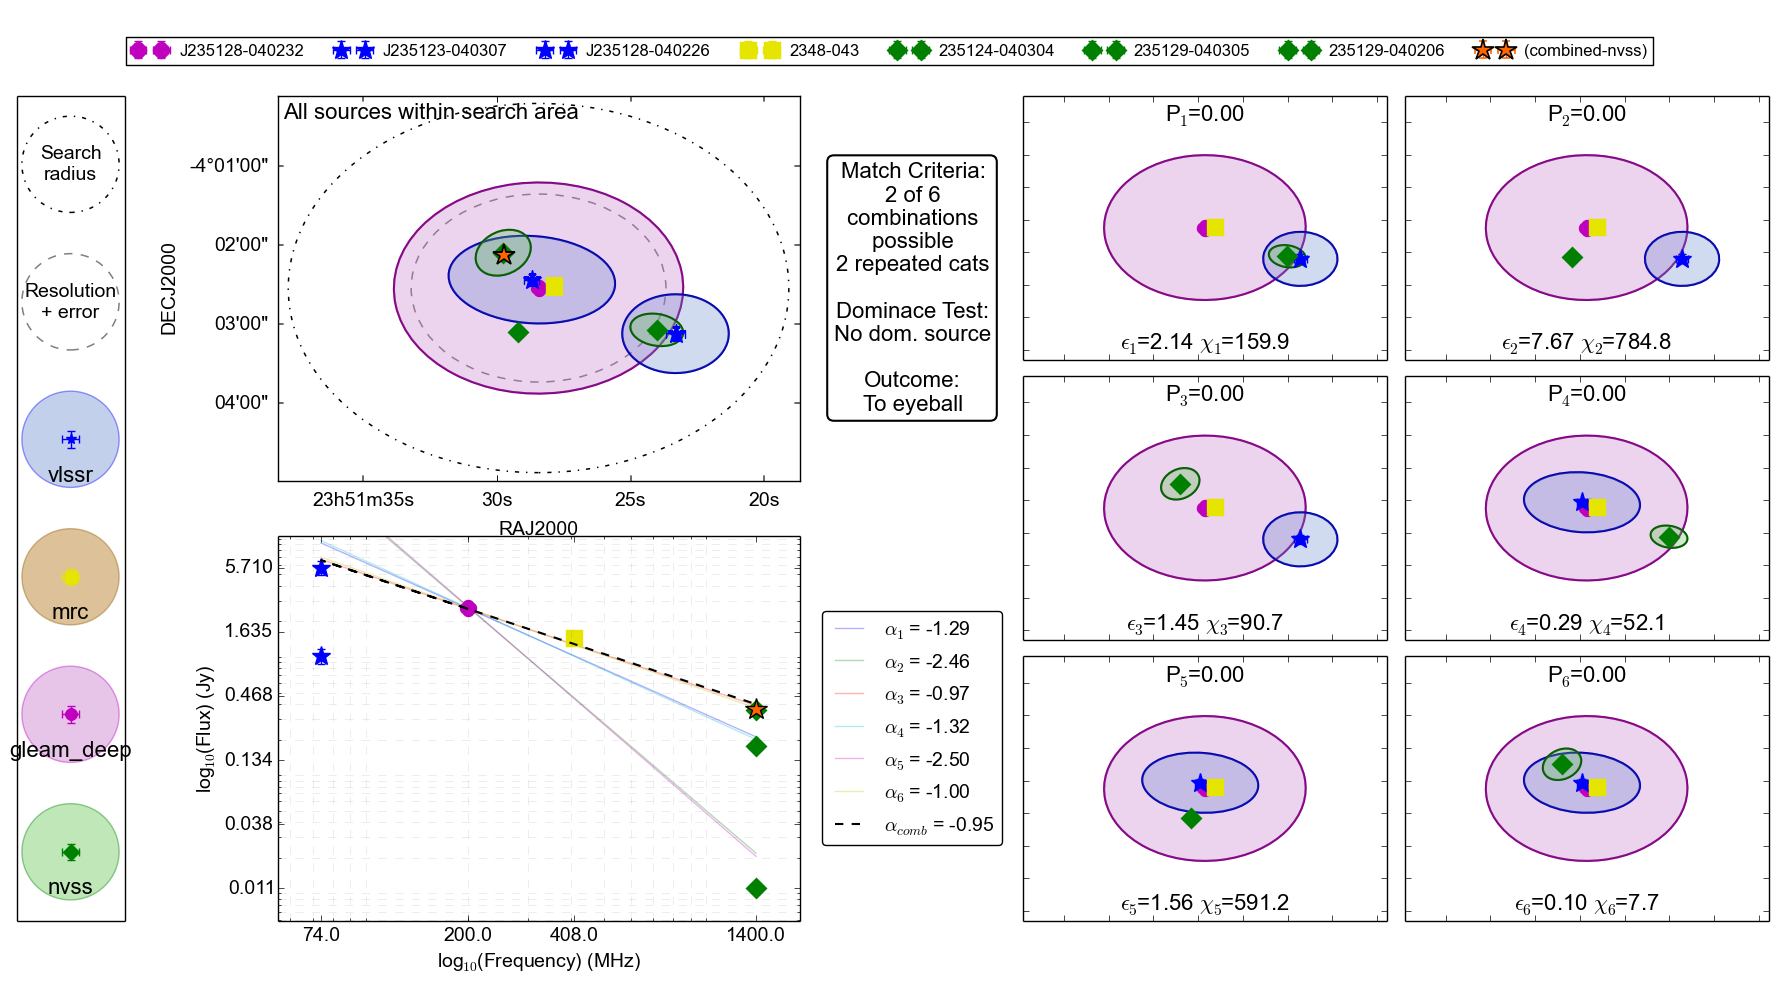 J235128-040232 J235123-040307 J235128-040226 2348-043 235124-040304 235129-040305 235129-040206 (combined-nvss)
Search
radius
Resolution
+ error
vlssr
mrc
gleam_deep
nvss
All sources within search area
DECJ2000
-4°01'00"
02'00"
03'00"
04'00"
23h51m35s 30s 25s 20s
RAJ2000
Match Criteria:
2 of 6
combinations
possible
2 repeated cats
Dominace Test:
No dom. source
Outcome:
To eyeball
log10(Flux) (Jy)
5.710
1.635
0.468
0.134
0.038
0.011
74.0 200.0 408.0 1400.0
log10(Frequency) (MHz)
α1 = -1.29
α2 = -2.46
α3 = -0.97
α4 = -1.32
α5 = -2.50
α6 = -1.00
αcomb = -0.95
P1=0.00
ϵ1=2.14 χ1=159.9
P2=0.00
ϵ2=7.67 χ2=784.8
P3=0.00
ϵ3=1.45 χ3=90.7
P4=0.00
ϵ4=0.29 χ4=52.1
P5=0.00
ϵ5=1.56 χ5=591.2
P6=0.00
ϵ6=0.10 χ6=7.7